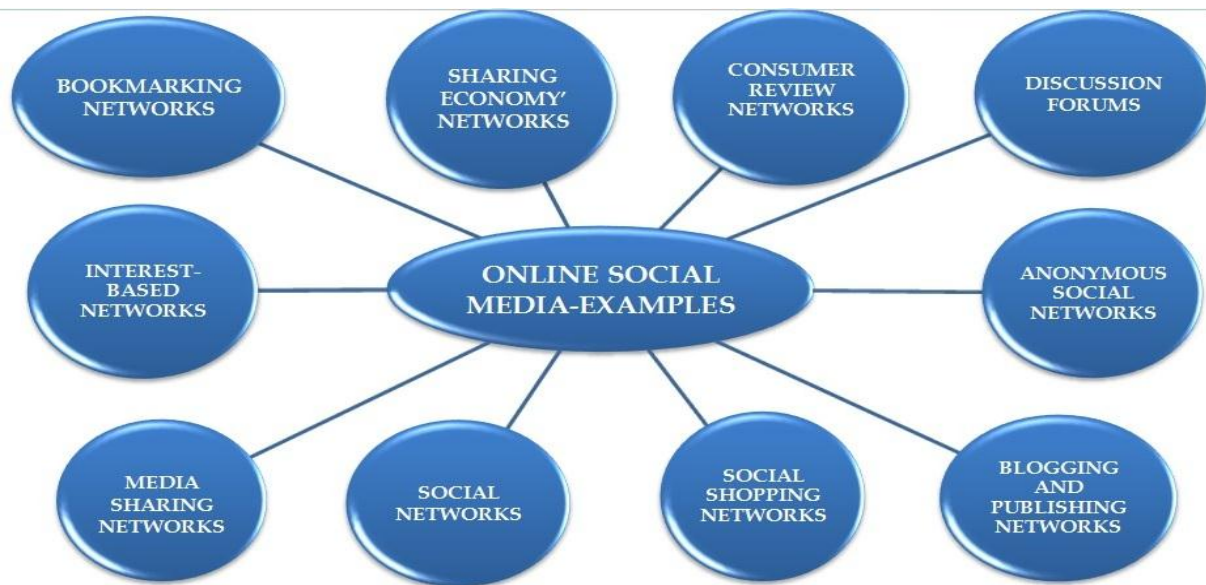 BOOKMARKING
NETWORKS
SHARING
ECONOMY’
NETWORKS
CONSUMER
REVIEW
NETWORKS
DISCUSSION
FORUMS
INTEREST-
BASED
NETWORKS
ONLINE SOCIAL
MEDIA-EXAMPLES
ANONYMOUS
SOCIAL
NETWORKS
MEDIA
SHARING
NETWORKS
SOCIAL
NETWORKS
SOCIAL
SHOPPING
NETWORKS
BLOGGING
AND
PUBLISHING
NETWORKS